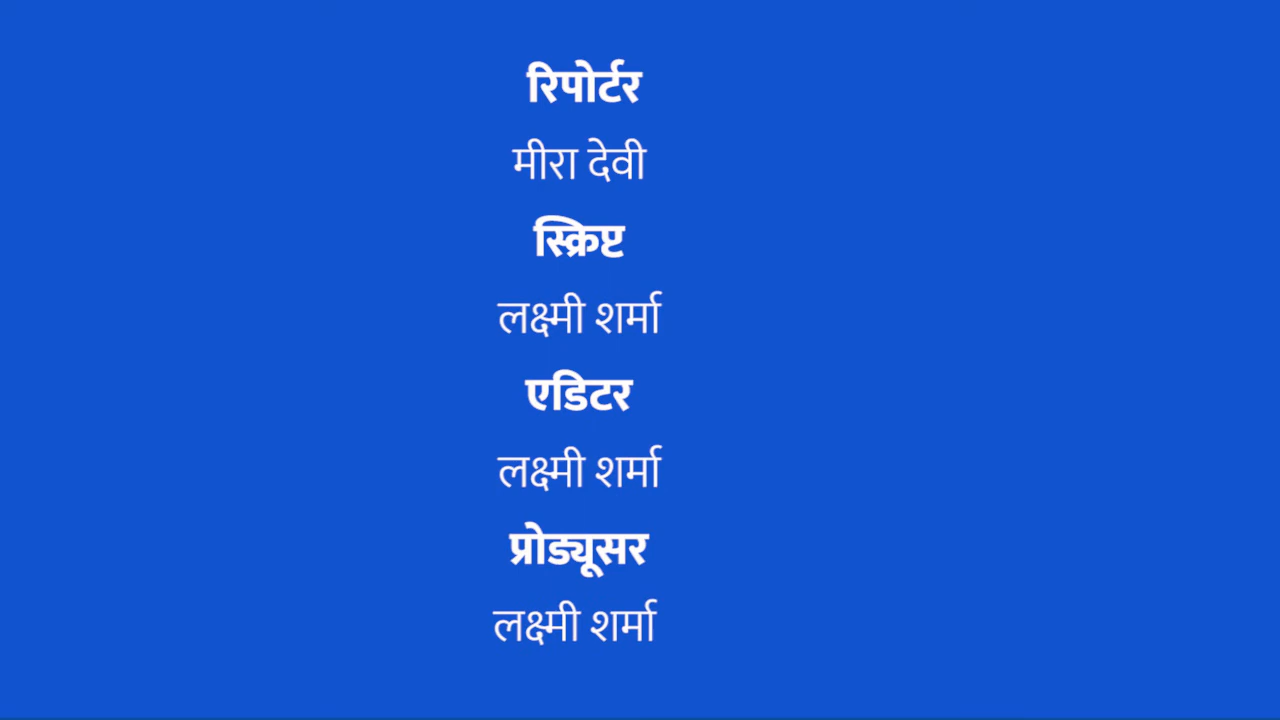 रिपोर्टर
मीरा देवी
स्क्रिप्ट
लक्ष्मी शर्मा
एडिटर
लक्ष्मी शर्मा
प्रोड्यूसर
लक्ष्मी शर्मा